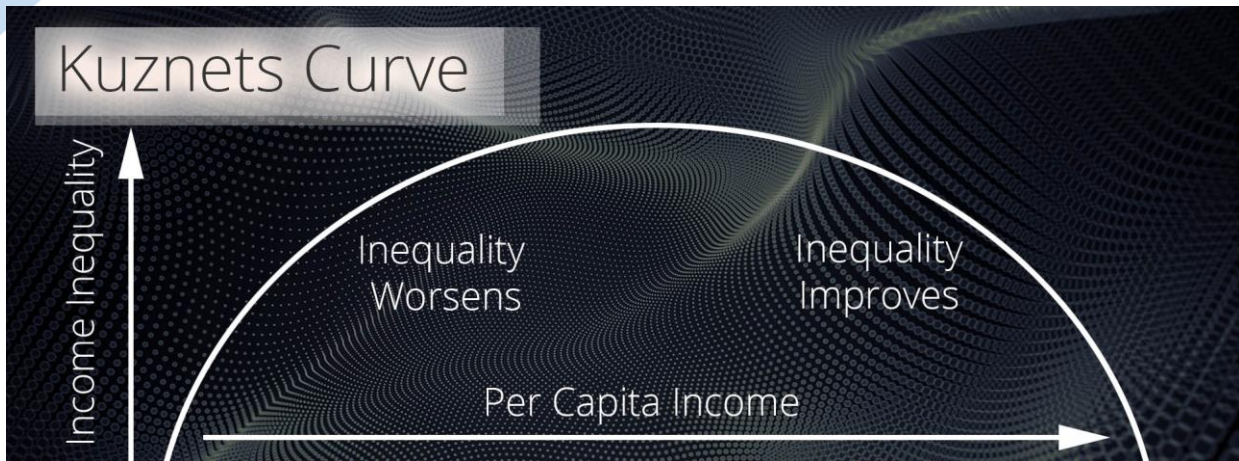 Kuznets Curve
Income Inequality
Inequality
Worsens
Inequality
Improves
Per Capita Income